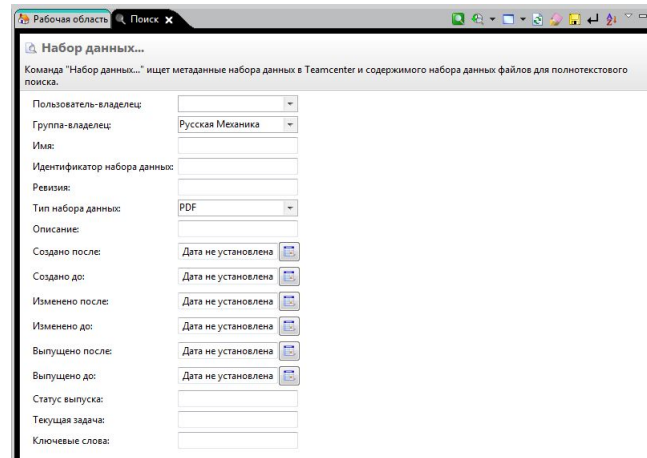 Рабочая область Поиск
Набор данных...
Команда "Набор данных..." ищет метаданные набора данных в Teamcenter и содержимого набора данных файлов для полнотекстового
поиска.
Пользователь-владелец:
Группа-владелец: Русская Механика
Имя:
Идентификатор набора данных:
Ревизия:
Тип набора данных: PDF
Описание:
Создано после: Дата не установлена
Создано до: Дата не установлена
Изменено после: Дата не установлена
Изменено до: Дата не установлена
Выпущено после: Дата не установлена
Выпущено до: Дата не установлена
Статус выпуска:
Текущая задача:
Ключевые слова: